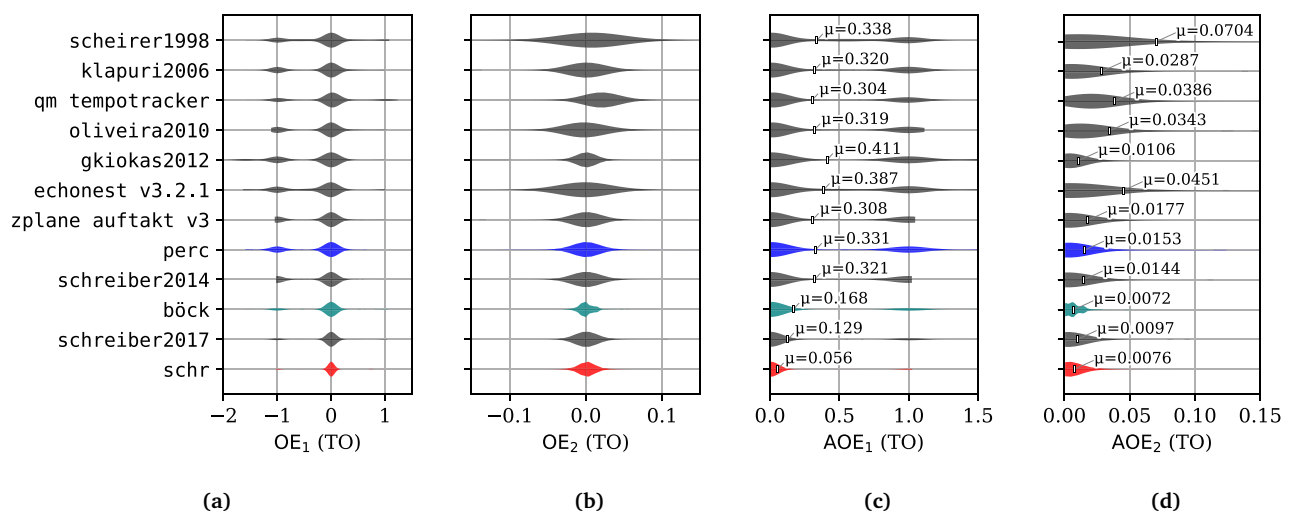 scheirer1998
klapuri2006
qm tempotracker
oliveira2010
gkiokas2012
echonest v3.2.1
zplane auftakt v3
perc
schreiber2014
böck
schreiber2017
schr
−2 −1 0 1
OE1 (TO)
(a)
−0.1 0.0 0.1
OE2 (TO)
(b)
μ=0.338
μ=0.320
μ=0.304
μ=0.319
μ=0.411
μ=0.387
μ=0.308
μ=0.331
μ=0.321
μ=0.168
μ=0.129
μ=0.056
0.0 0.5 1.0 1.5
AOE1 (TO)
(c)
μ=0.0704
μ=0.0287
μ=0.0386
μ=0.0343
μ=0.0106
μ=0.0451
μ=0.0177
μ=0.0153
μ=0.0144
μ=0.0072
μ=0.0097
μ=0.0076
0.00 0.05 0.10 0.15
AOE2 (TO)
(d)